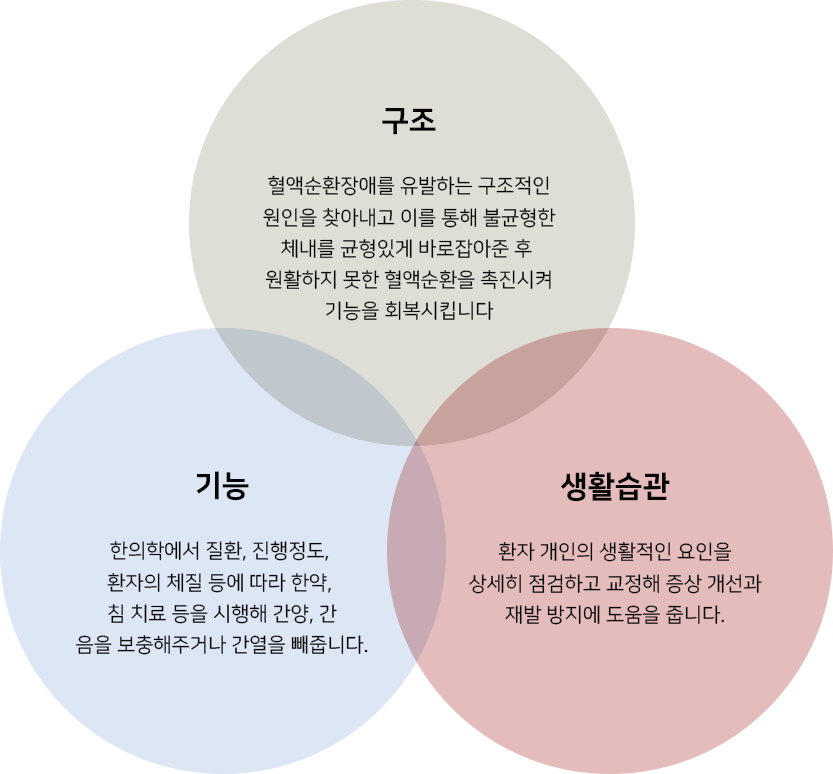 구조
혈액순환장애를 유발하는 구조적인
원인을 찾아내고 이를 통해 불균형한
체내를 균형있게 바로잡아준 후
원활하지 못한 혈액순환을 촉진시켜
기능을 회복시킵니다
기능
한의학에서 질환, 진행정도,
환자의 체질 등에 따라 한약,
침 치료 등을 시행해 간양, 간
음을 보충해주거나 간열을 빼줍니다.
생활습관
환자 개인의 생활적인 요인을
상세히 점검하고 교정해 증상 개선과
재발 방지에 도움을 줍니다.